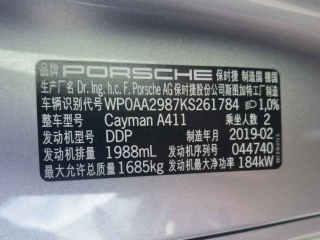 品牌 PORSCHE 保时捷 制造国 德国
生产厂名 Dr. Ing. h.c. F. Porsche AG 保时捷股份公司斯图加特工厂制造
车辆识别代号 WP0AA2987KS261784 1,0%
整车型号 Cayman A411 乘坐人数 2
发动机型号 DDP 制造年月 2019-02
发动机排量 1988mL 发动机序列号 044740
最大允许总质量 1685kg 发动机最大净功率 184kW